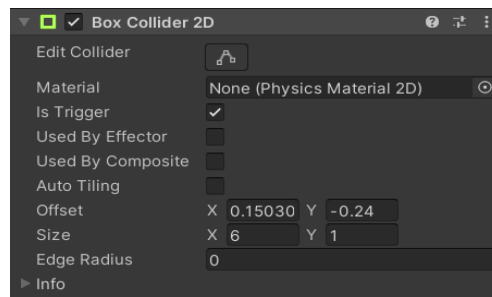 Box Collider 2D
Edit Collider
Material None (Physics Material 2D)
Is Trigger
Used By Effector
Used By Composite
Auto Tiling
Offset X 0.15030 Y -0.24
Size X 6 Y 1
Edge Radius 0
Info